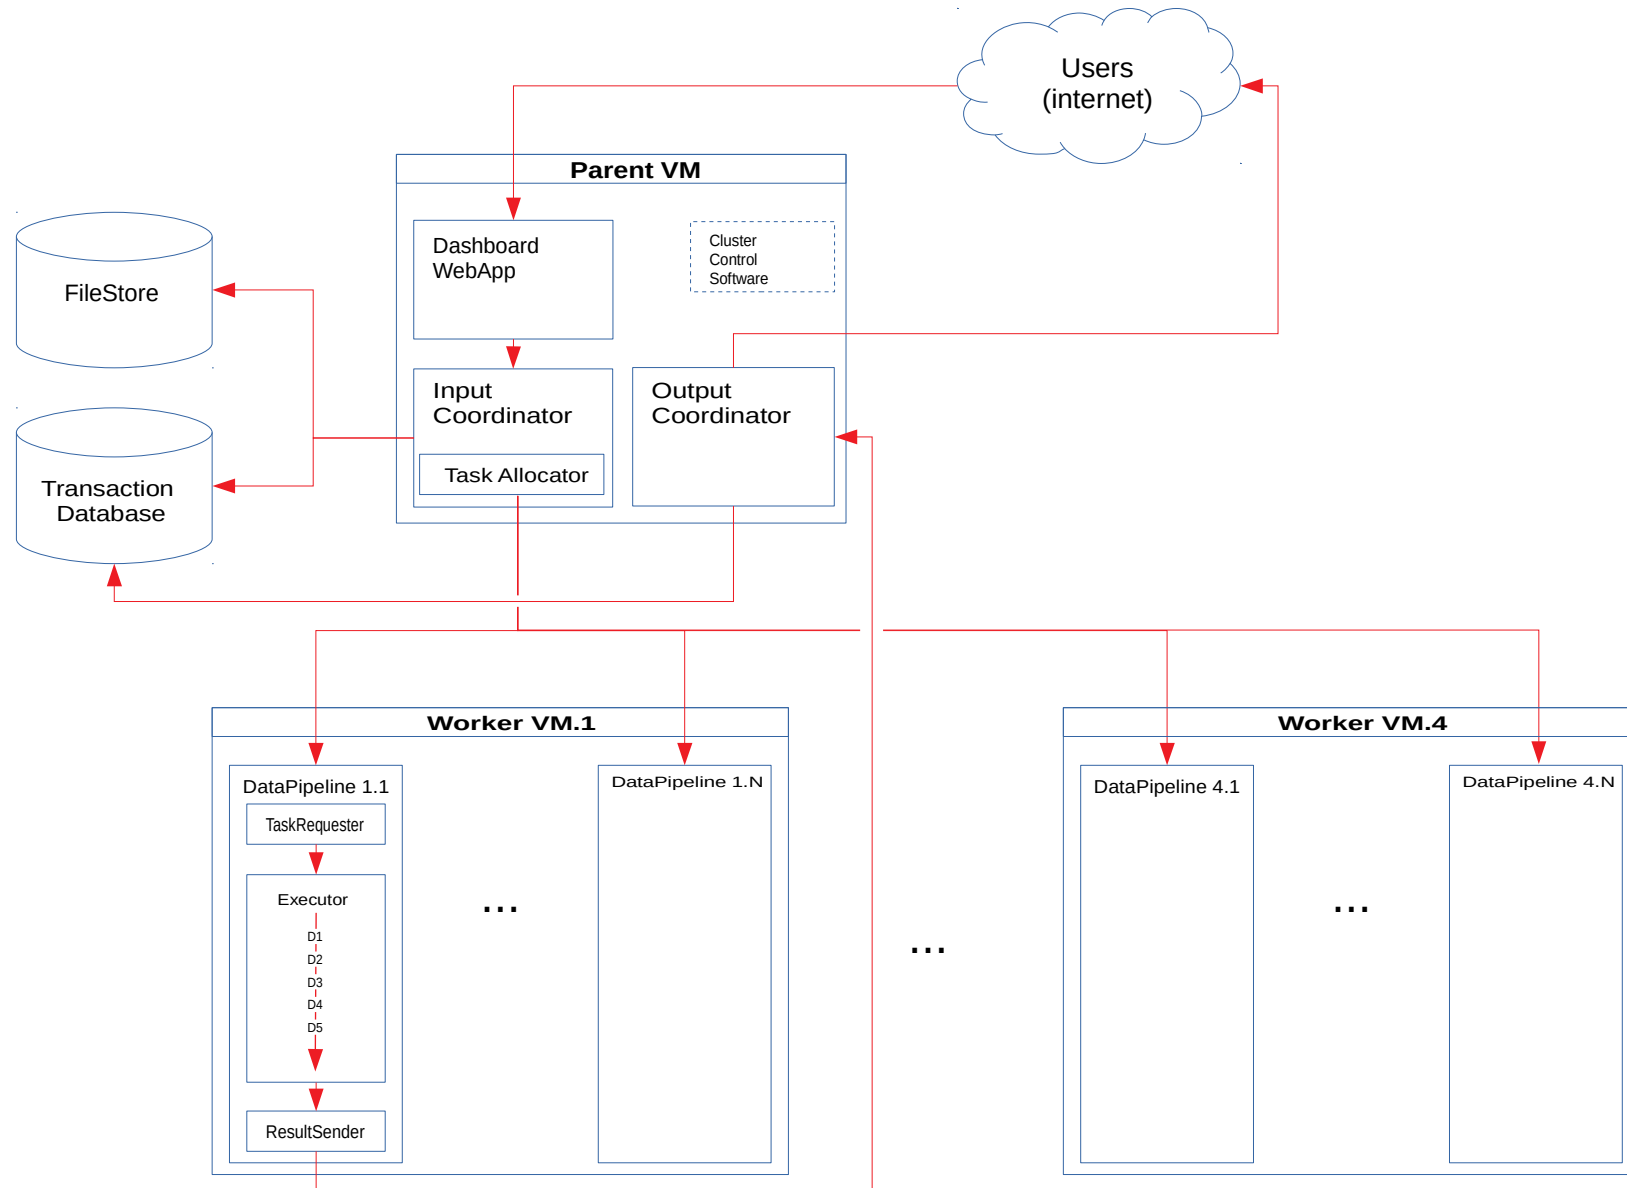 Users
(internet)
Parent VM
Dashboard
WebApp
Cluster
Control
Software
FileStore
Input
Coordinator
Output
Coordinator
Task Allocator
Transaction
Database
Worker VM.1
Worker VM.4
DataPipeline 1.1
DataPipeline 1.N
DataPipeline 4.1
DataPipeline 4.N
TaskRequester
Executor
...
...
D1
D2
D3
D4
D5
...
ResultSender